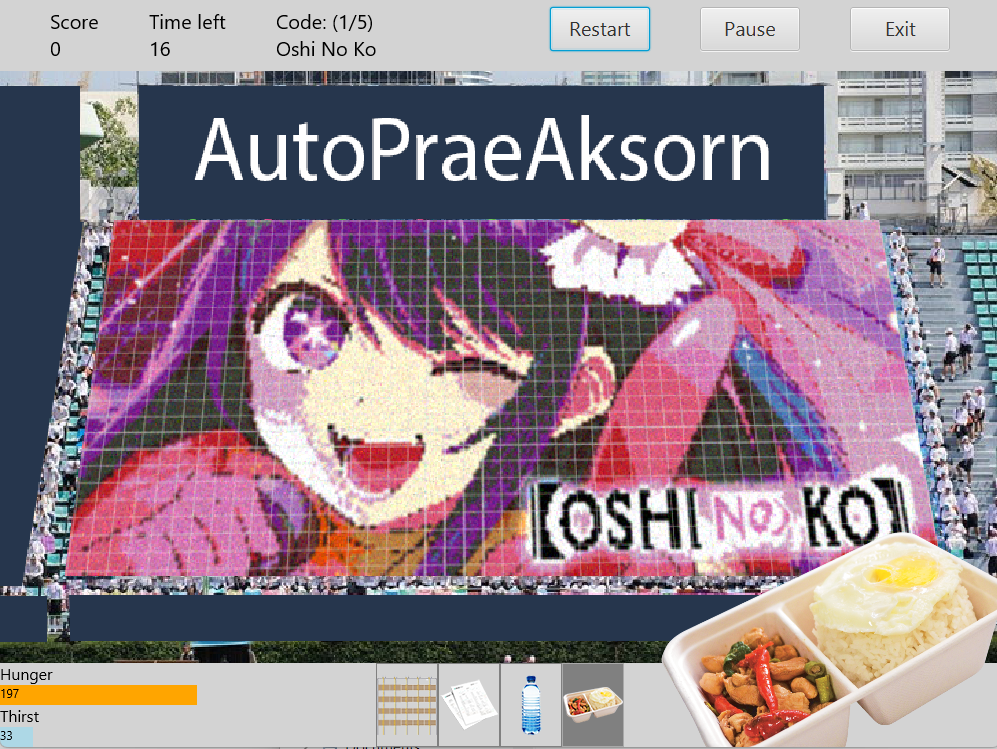 Score
0
Time left
16
Code: (1/5)
Oshi No Ko
Restart
Pause
Exit
AutoPraeAksorn
【OSHI NO KO】
Hunger
197
Thirst
33